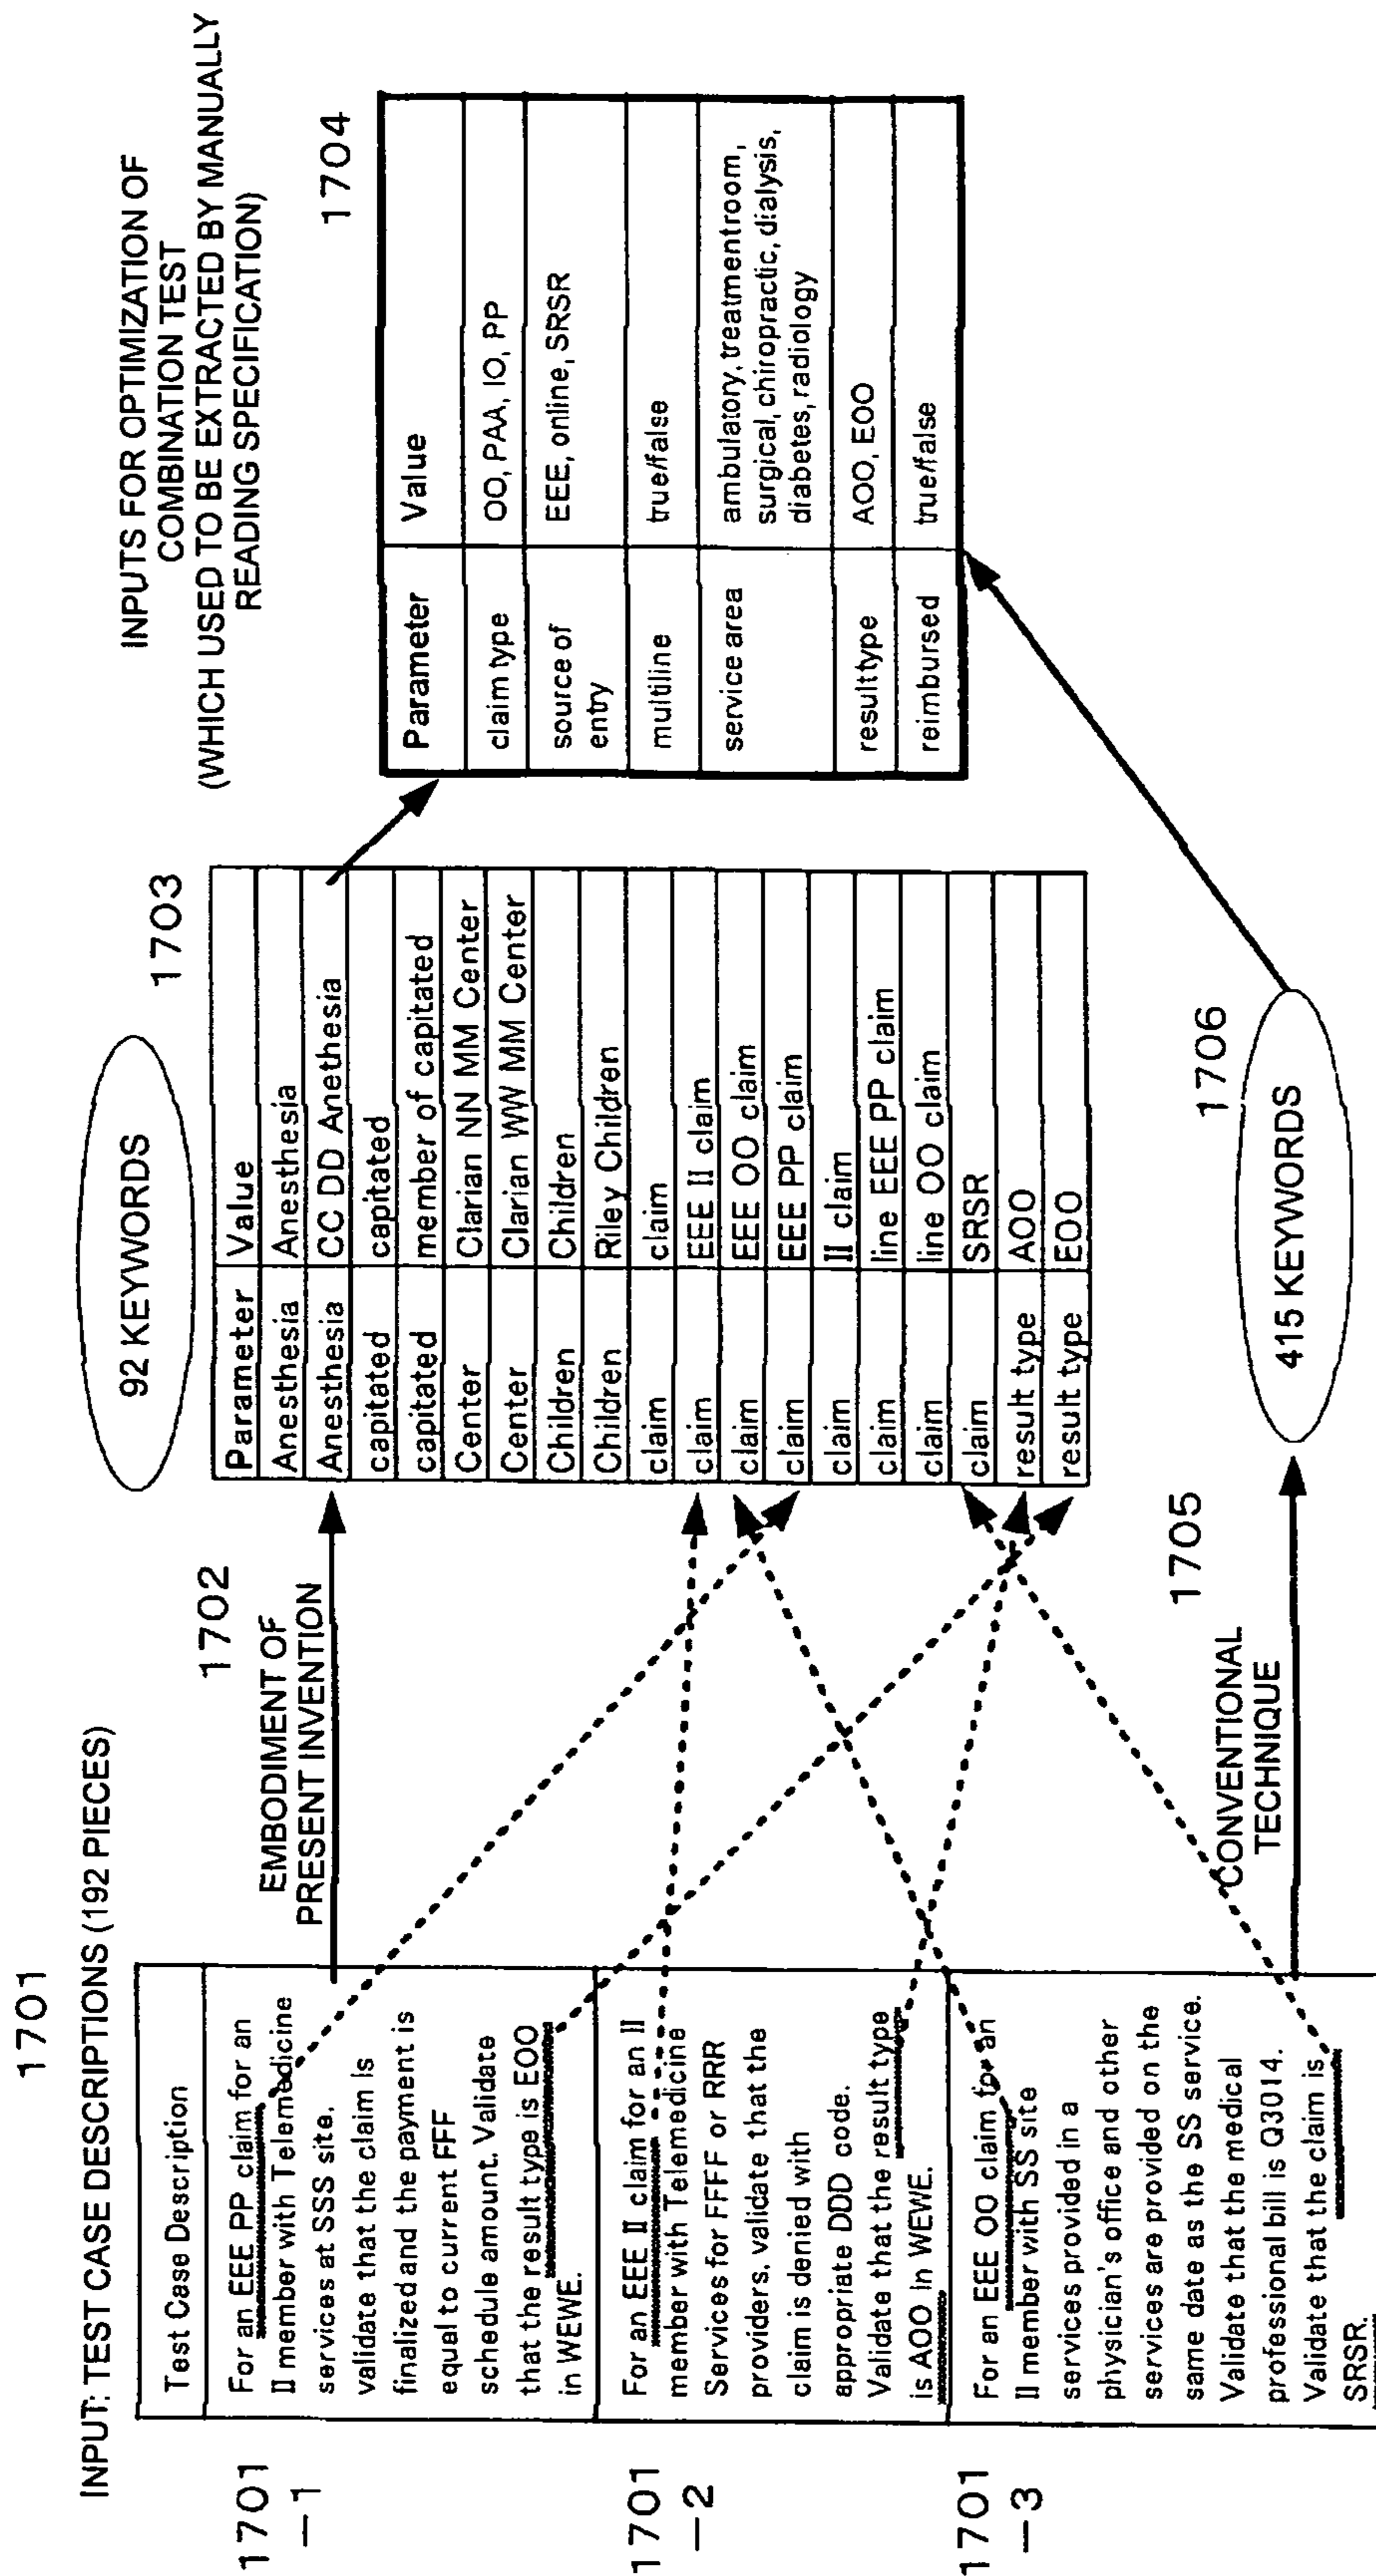 1701
INPUT: TEST CASE DESCRIPTIONS (192 PIECES)
Test Case Description
1701
−1
For an EEE PP claim for an
II member with Telemedicine
services at SSS site.
validate that the claim is
finalized and the payment is
equal to current FFF
schedule amount. Validate
that the result type is EOO
in WEWE.
1701
−2
For an EEE II claim for an II
member with Telemedicine
Services for FFFF or RRR
providers, validate that the
claim is denied with
appropriate DDD code.
Validate that the result type
is AOO in WEWE.
1701
−3
For an EEE OO claim for an
II member with SS site
services provided in a
physician's office and other
services are provided on the
same date as the SS service.
Validate that the medical
professional bill is Q3014.
Validate that the claim is
SRSR.
1702
EMBODIMENT OF
PRESENT INVENTION
1705
CONVENTIONAL
TECHNIQUE
92 KEYWORDS
1703
Parameter Value
Anesthesia Anesthesia
Anesthesia CC DD Anethesia
capitated capitated
capitated member of capitated
Center Clarian NN MM Center
Center Clarian WW MM Center
Children Children
Children Riley Children
claim claim
claim EEE II claim
claim EEE OO claim
claim EEE PP claim
claim II claim
claim line EEE PP claim
claim line OO claim
claim SRSR
result type AOO
result type EOO
1706
415 KEYWORDS
INPUTS FOR OPTIMIZATION OF
COMBINATION TEST
(WHICH USED TO BE EXTRACTED BY MANUALLY
READING SPECIFICATION)
1704
Parameter Value
claim type OO, PAA, IO, PP
source of EEE, online, SRSR
entry
multiline true/false
service area ambulatory, treatmentroom,
surgical, chiropractic, dialysis,
diabetes, radiology
resulttype AOO, EOO
reimbursed true/false